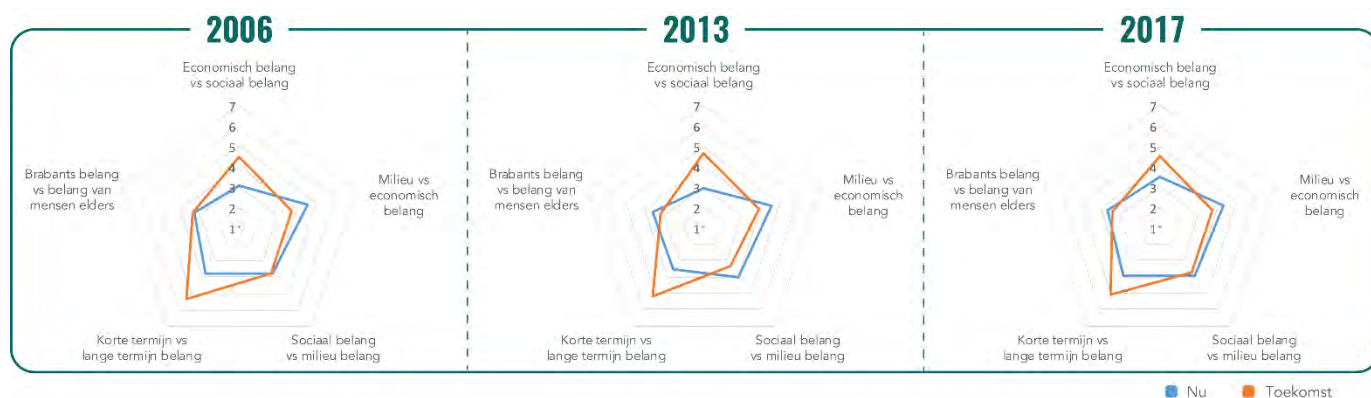 2006
Economisch belang
vs sociaal belang
7
6
5
4
3
2
1
Brabants belang
vs belang van
mensen elders
Milieu vs
economisch
belang
Korte termijn vs
lange termijn belang
Sociaal belang
vs milieu belang
2013
Economisch belang
vs sociaal belang
7
6
5
4
3
2
1
Brabants belang
vs belang van
mensen elders
Milieu vs
economisch
belang
Korte termijn vs
lange termijn belang
Sociaal belang
vs milieu belang
2017
Economisch belang
vs sociaal belang
7
6
5
4
3
2
1
Brabants belang
vs belang van
mensen elders
Milieu vs
economisch
belang
Korte termijn vs
lange termijn belang
Sociaal belang
vs milieu belang
Nu
Toekomst